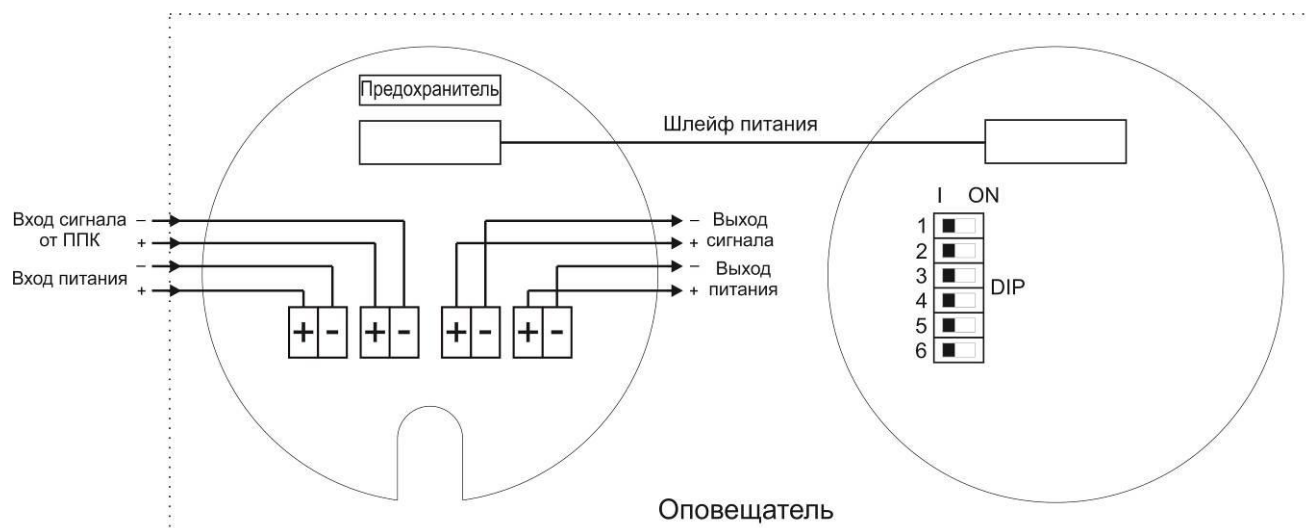 Предохранитель
Шлейф питания
I ON
Вход сигнала
от ППК
−
+
Вход питания
−
+
− Выход
+ сигнала
− Выход
+ питания
1
2
3
4
5
6
DIP
+ - + - + - + -
Оповещатель